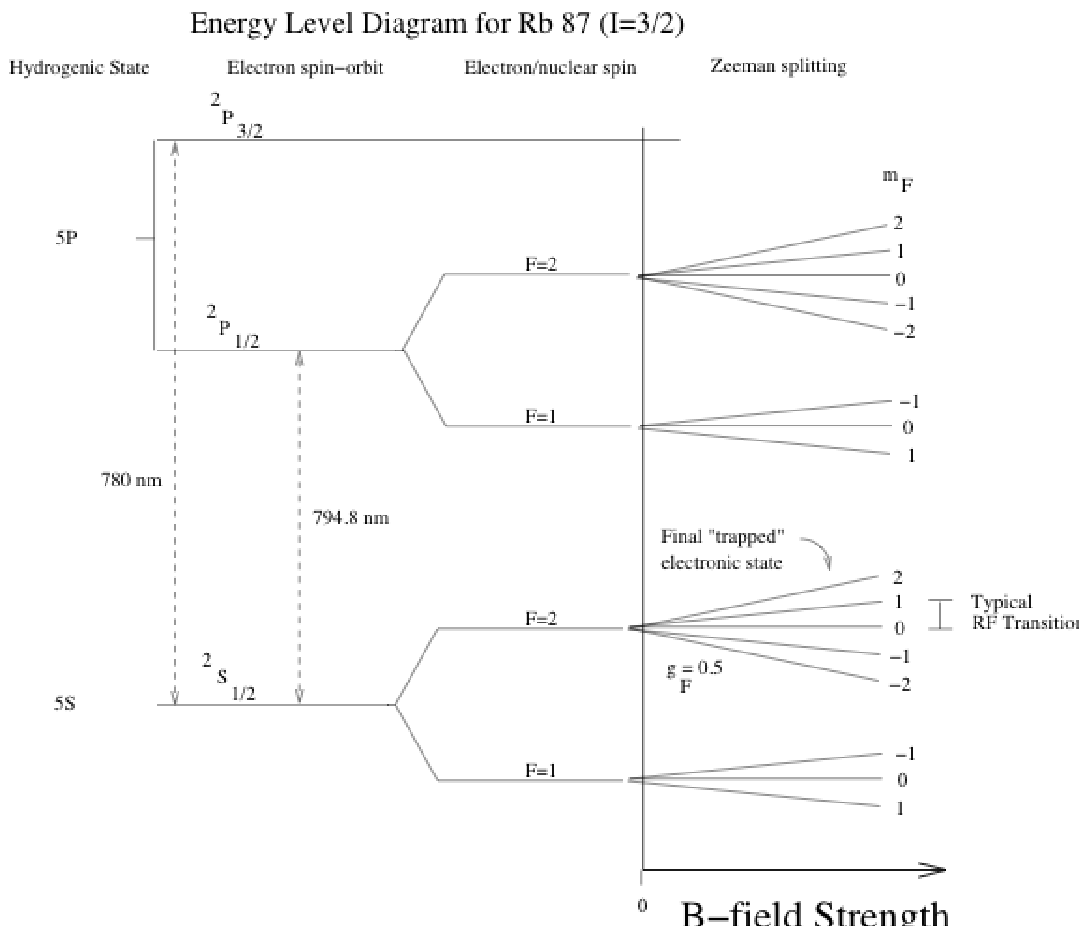 Energy Level Diagram for Rb 87 (I=3/2)
Hydrogenic State
Electron spin−orbit
Electron/nuclear spin
Zeeman splitting
2
P
3/2
m
F
5P
2
1
0
−1
−2
F=2
2
P
1/2
F=1
−1
0
1
780 nm
794.8 nm
Final "trapped"
electronic state
2
1
0
−1
−2
Typical
RF Transition
F=2
g = 0.5
F
2
S
1/2
5S
F=1
−1
0
1
0
B−field Strength